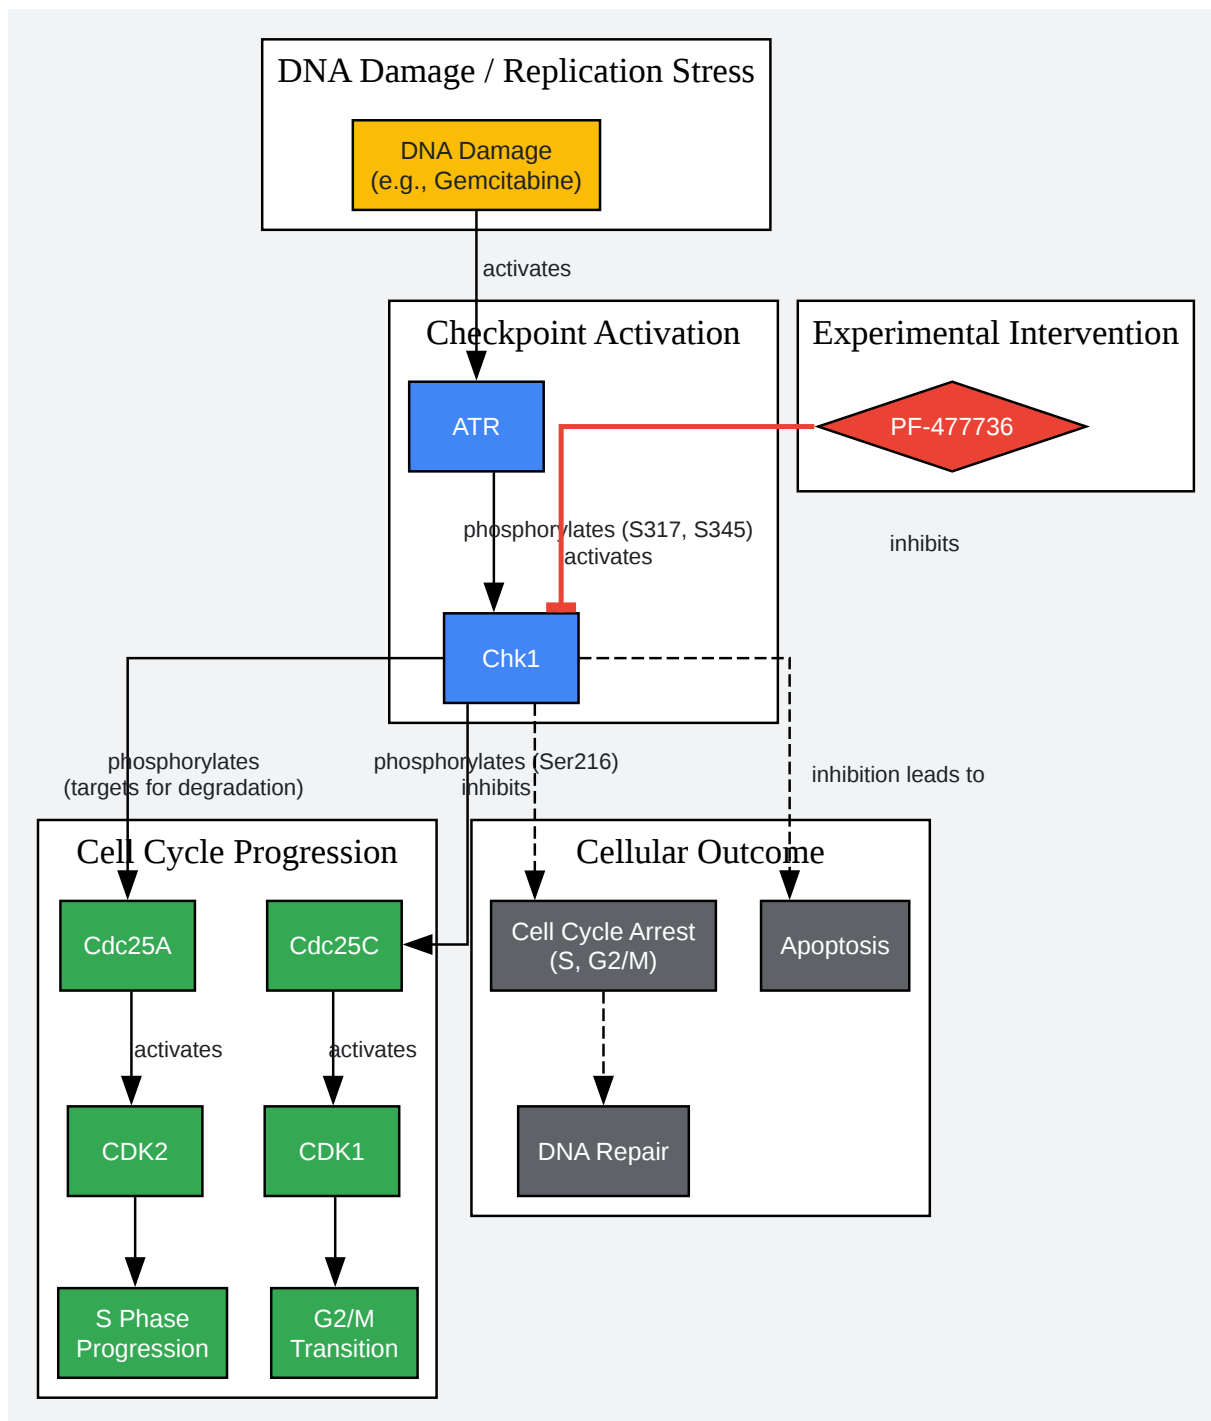 DNA Damage / Replication Stress
DNA Damage
(e.g., Gemcitabine)
activates
Checkpoint Activation
Experimental Intervention
ATR
PF-477736
phosphorylates (S317, S345)
activates
inhibits
Chk1
phosphorylates
(targets for degradation)
phosphorylates (Ser216)
inhibits
inhibition leads to
Cell Cycle Progression
Cellular Outcome
Cdc25A
Cdc25C
Cell Cycle Arrest
(S, G2/M)
Apoptosis
activates
activates
CDK2
CDK1
DNA Repair
S Phase
Progression
G2/M
Transition